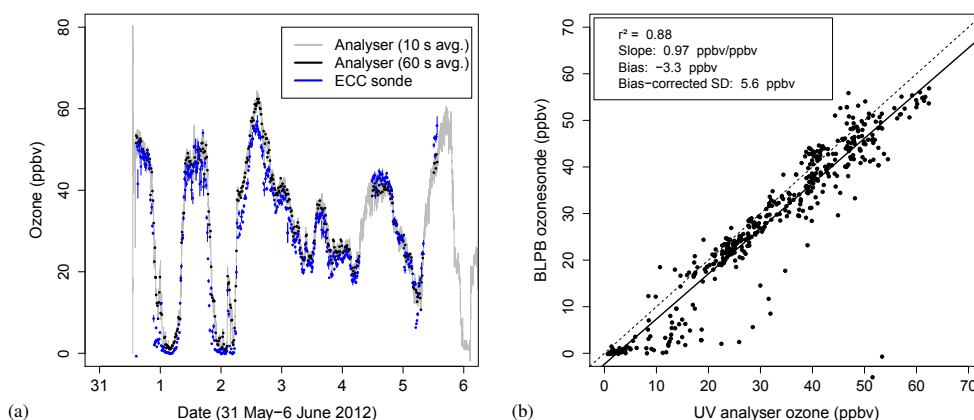 Analyser (10 s avg.)
Analyser (60 s avg.)
ECC sonde
Ozone (ppbv)
80
60
40
20
0
31
1
2
3
4
5
6
Date (31 May−6 June 2012)
(a)
r² = 0.88
Slope: 0.97 ppbv/ppbv
Bias: −3.3 ppbv
Bias-corrected SD: 5.6 ppbv
BLPB ozonesonde (ppbv)
70
60
50
40
30
20
10
0
0
10
20
30
40
50
60
70
UV analyser ozone (ppbv)
(b)